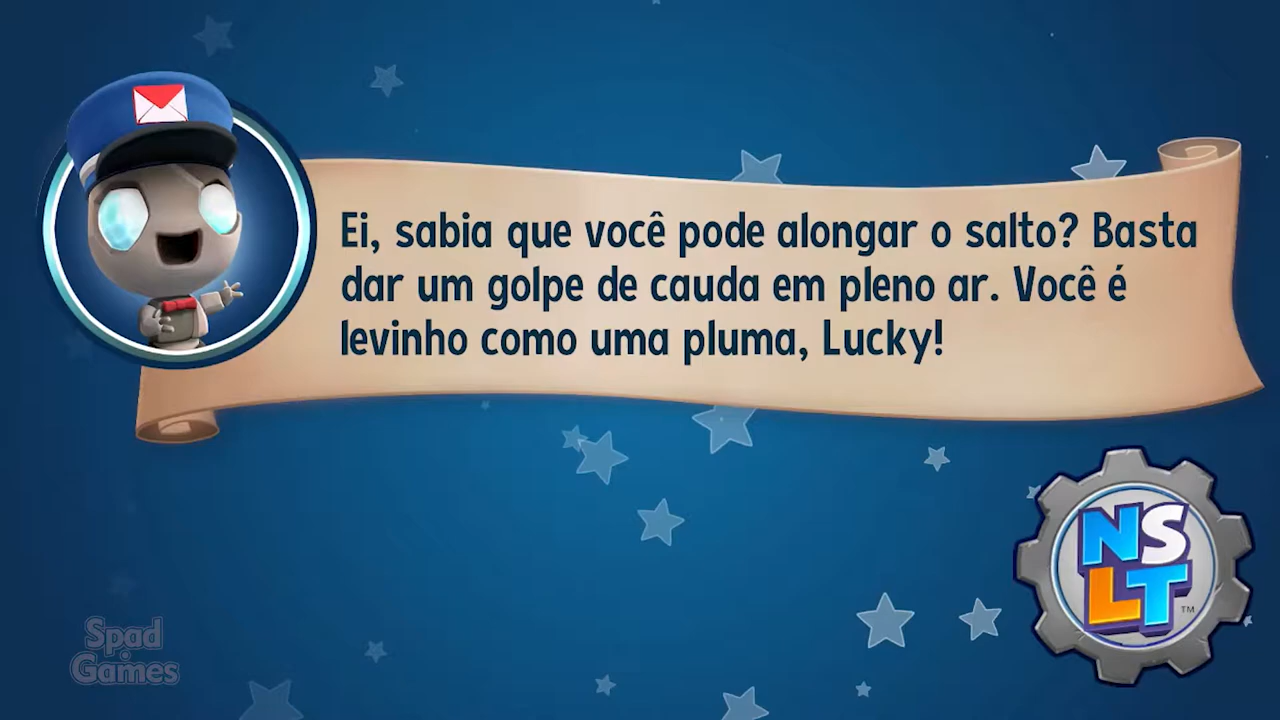 Ei, sabia que você pode alongar o salto? Basta
dar um golpe de cauda em pleno ar. Você é
levinho como uma pluma, Lucky!
NS
LT
TM
Spad
Games